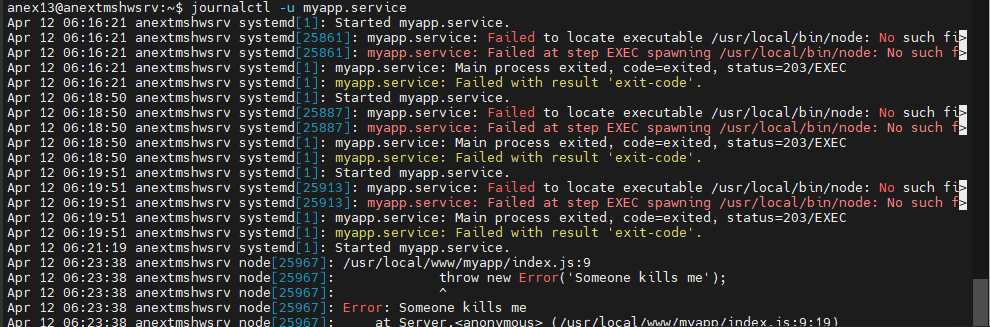 anex13@anextmshwsrv:~$ journalctl -u myapp.service
Apr 12 06:16:21 anextmshwsrv systemd[1]: Started myapp.service.
Apr 12 06:16:21 anextmshwsrv systemd[25861]: myapp.service: Failed to locate executable /usr/local/bin/node: No such fi>
Apr 12 06:16:21 anextmshwsrv systemd[25861]: myapp.service: Failed at step EXEC spawning /usr/local/bin/node: No such f>
Apr 12 06:16:21 anextmshwsrv systemd[1]: myapp.service: Main process exited, code=exited, status=203/EXEC
Apr 12 06:16:21 anextmshwsrv systemd[1]: myapp.service: Failed with result 'exit-code'.
Apr 12 06:18:50 anextmshwsrv systemd[1]: Started myapp.service.
Apr 12 06:18:50 anextmshwsrv systemd[25887]: myapp.service: Failed to locate executable /usr/local/bin/node: No such fi>
Apr 12 06:18:50 anextmshwsrv systemd[25887]: myapp.service: Failed at step EXEC spawning /usr/local/bin/node: No such f>
Apr 12 06:18:50 anextmshwsrv systemd[1]: myapp.service: Main process exited, code=exited, status=203/EXEC
Apr 12 06:18:50 anextmshwsrv systemd[1]: myapp.service: Failed with result 'exit-code'.
Apr 12 06:19:51 anextmshwsrv systemd[1]: Started myapp.service.
Apr 12 06:19:51 anextmshwsrv systemd[25913]: myapp.service: Failed to locate executable /usr/local/bin/node: No such fi>
Apr 12 06:19:51 anextmshwsrv systemd[25913]: myapp.service: Failed at step EXEC spawning /usr/local/bin/node: No such f>
Apr 12 06:19:51 anextmshwsrv systemd[1]: myapp.service: Main process exited, code=exited, status=203/EXEC
Apr 12 06:19:51 anextmshwsrv systemd[1]: myapp.service: Failed with result 'exit-code'.
Apr 12 06:21:19 anextmshwsrv systemd[1]: Started myapp.service.
Apr 12 06:23:38 anextmshwsrv node[25967]: /usr/local/www/myapp/index.js:9
Apr 12 06:23:38 anextmshwsrv node[25967]:             throw new Error('Someone kills me');
Apr 12 06:23:38 anextmshwsrv node[25967]:             ^
Apr 12 06:23:38 anextmshwsrv node[25967]: Error: Someone kills me
Apr 12 06:23:38 anextmshwsrv node[25967]:     at Server.<anonymous> (/usr/local/www/myapp/index.js:9:19)